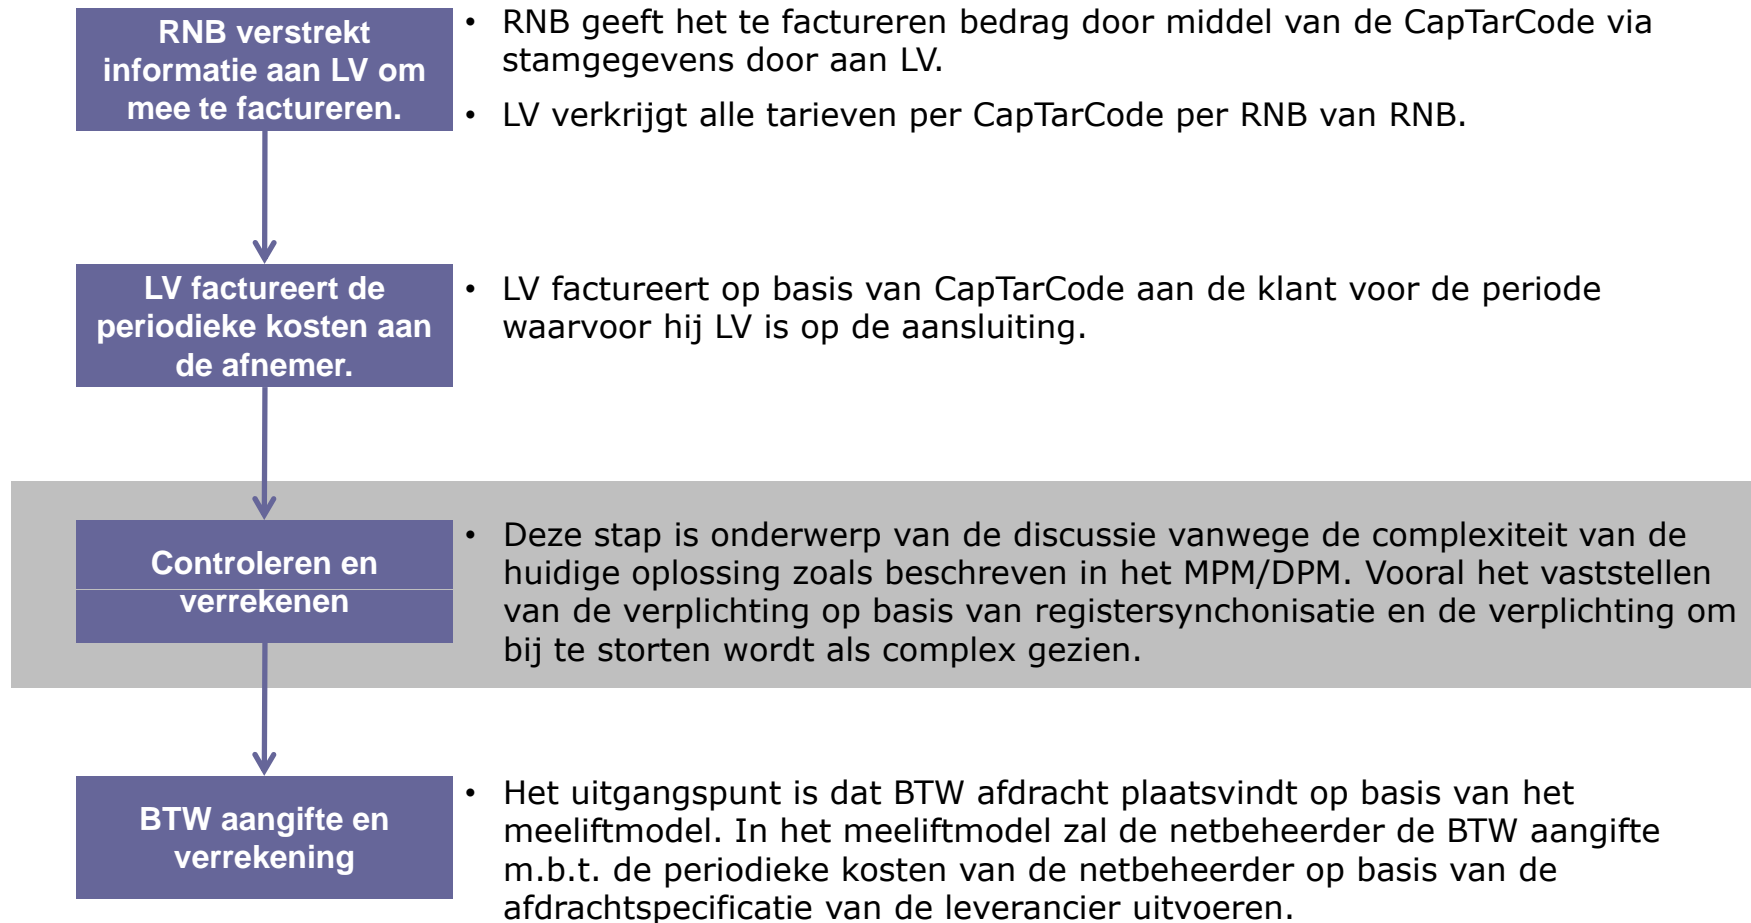 RNB verstrekt
informatie aan LV om
mee te factureren.
• RNB geeft het te factureren bedrag door middel van de CapTarCode via
stamgegevens door aan LV.
• LV verkrijgt alle tarieven per CapTarCode per RNB van RNB.
LV factureert de
periodieke kosten aan
de afnemer.
• LV factureert op basis van CapTarCode aan de klant voor de periode
waarvoor hij LV is op de aansluiting.
Controleren en
verrekenen
• Deze stap is onderwerp van de discussie vanwege de complexiteit van de
huidige oplossing zoals beschreven in het MPM/DPM. Vooral het vaststellen
van de verplichting op basis van registersynchonisatie en de verplichting om
bij te storten wordt als complex gezien.
BTW aangifte en
verrekening
• Het uitgangspunt is dat BTW afdracht plaatsvindt op basis van het
meeliftmodel. In het meeliftmodel zal de netbeheerder de BTW aangifte
m.b.t. de periodieke kosten van de netbeheerder op basis van de
afdrachtspecificatie van de leverancier uitvoeren.